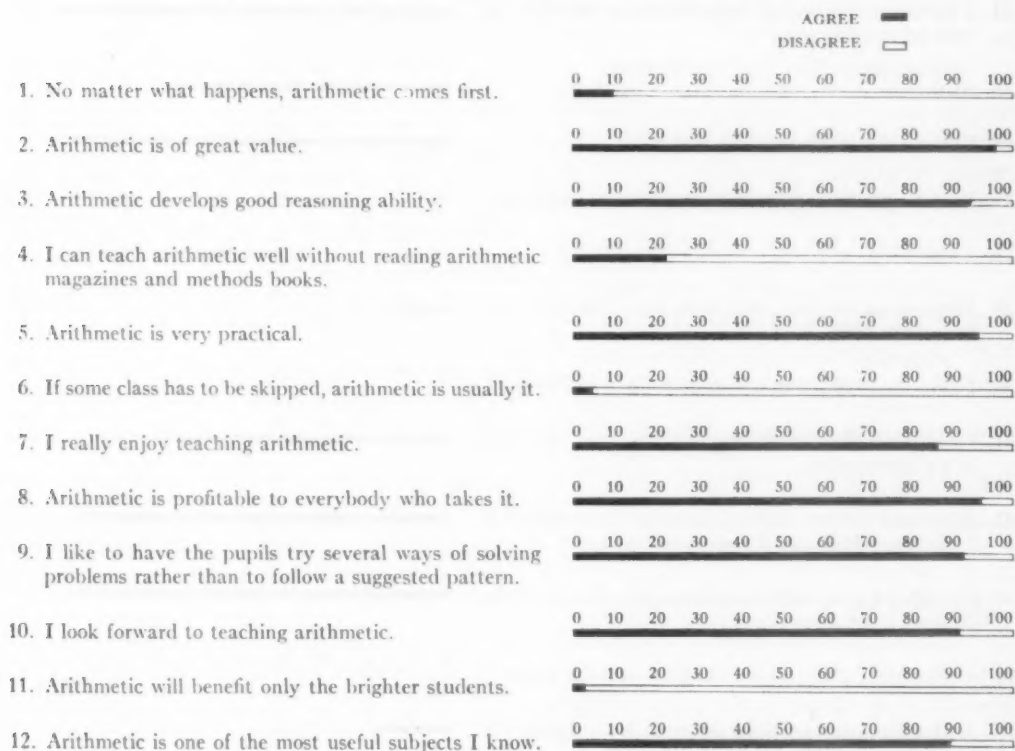 AGREE
DISAGREE
0 10 20 30 40 50 60 70 80 90 100
1. No matter what happens, arithmetic comes first.
0 10 20 30 40 50 60 70 80 90 100
2. Arithmetic is of great value.
0 10 20 30 40 50 60 70 80 90 100
3. Arithmetic develops good reasoning ability.
0 10 20 30 40 50 60 70 80 90 100
4. I can teach arithmetic well without reading arithmetic
magazines and methods books.
0 10 20 30 40 50 60 70 80 90 100
5. Arithmetic is very practical.
0 10 20 30 40 50 60 70 80 90 100
6. If some class has to be skipped, arithmetic is usually it.
0 10 20 30 40 50 60 70 80 90 100
7. I really enjoy teaching arithmetic.
0 10 20 30 40 50 60 70 80 90 100
8. Arithmetic is profitable to everybody who takes it.
0 10 20 30 40 50 60 70 80 90 100
9. I like to have the pupils try several ways of solving
problems rather than to follow a suggested pattern.
0 10 20 30 40 50 60 70 80 90 100
10. I look forward to teaching arithmetic.
0 10 20 30 40 50 60 70 80 90 100
11. Arithmetic will benefit only the brighter students.
0 10 20 30 40 50 60 70 80 90 100
12. Arithmetic is one of the most useful subjects I know.